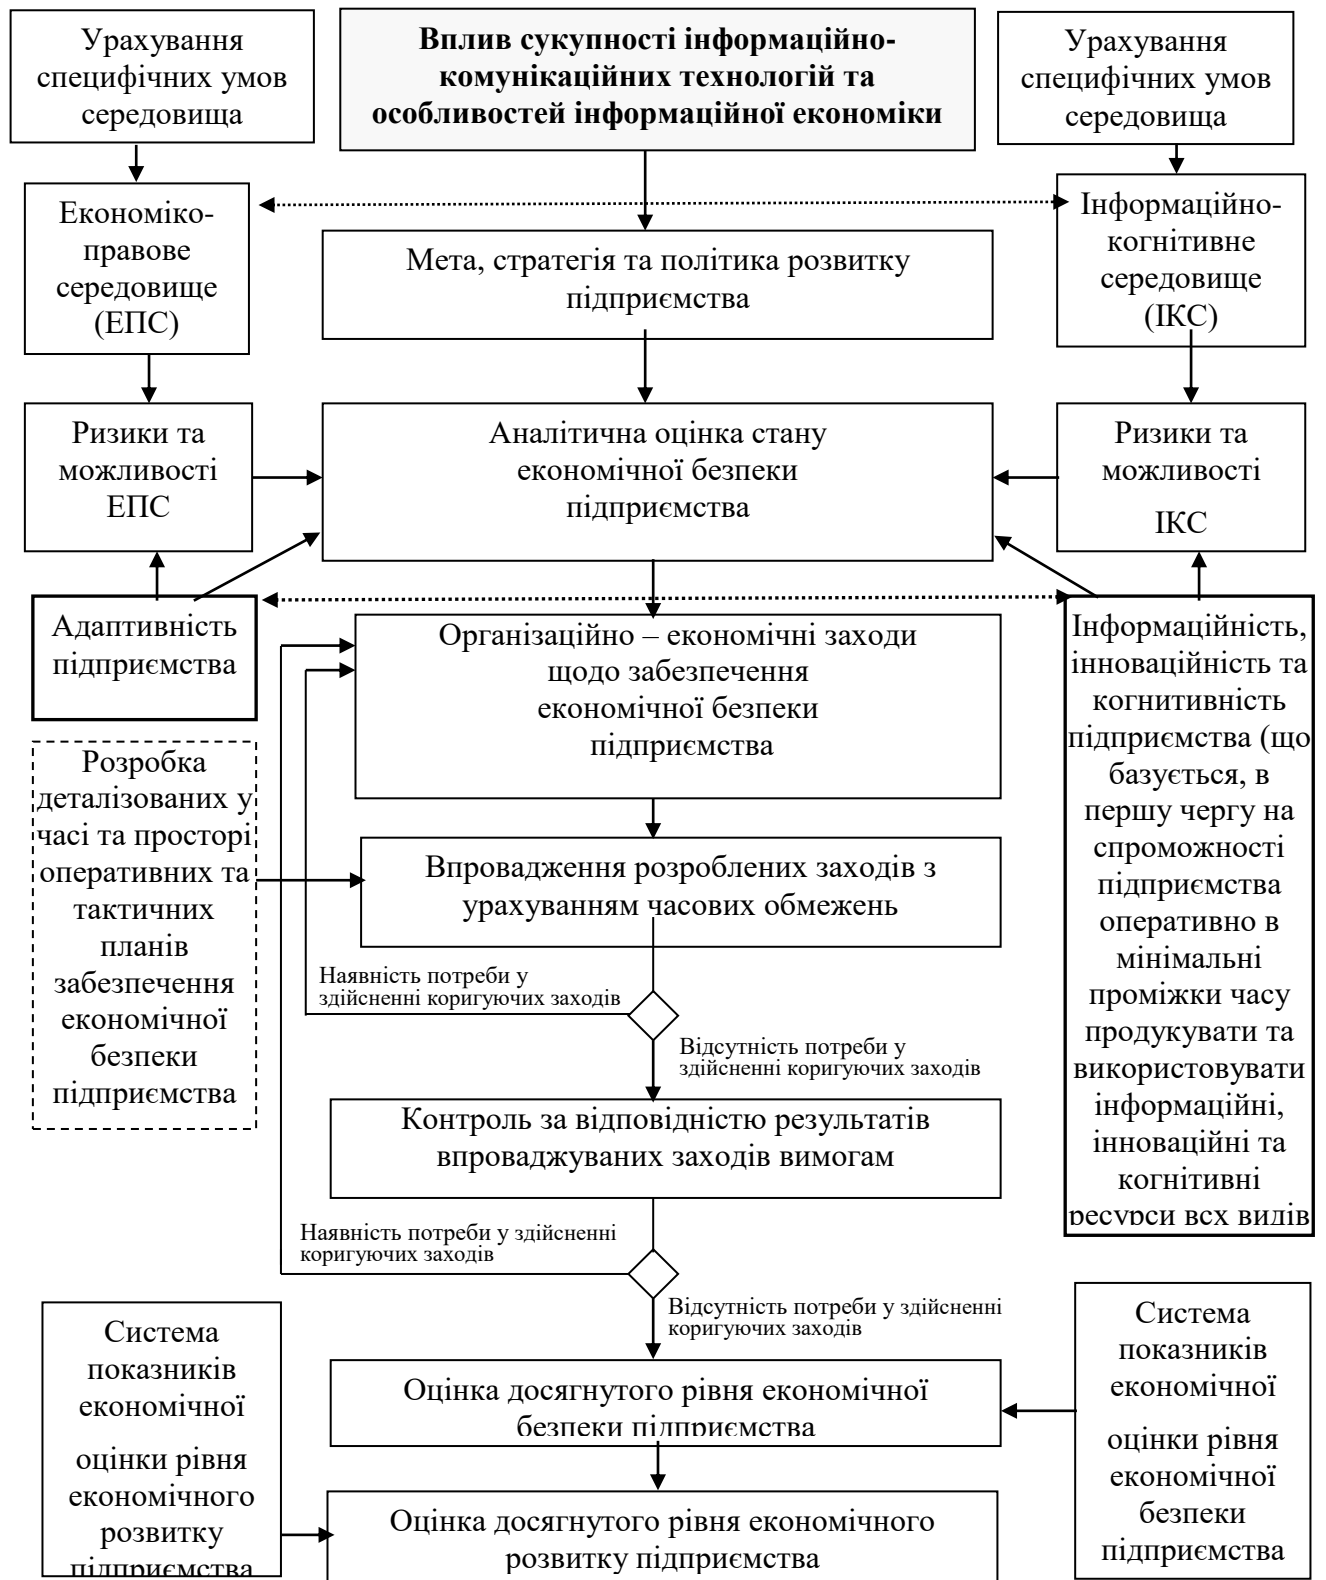 Урахування
специфічних умов
середовища
Вплив сукупності інформаційно-
комунікаційних технологій та
особливостей інформаційної економіки
Урахування
специфічних умов
середовища
Економіко-
правове
середовище
(ЕПС)
Мета, стратегія та політика розвитку
підприємства
Інформаційно-
когнітивне
середовище
(ІКС)
Ризики та
можливості
ЕПС
Аналітична оцінка стану
економічної безпеки
підприємства
Ризики та
можливості
ІКС
Адаптивність
підприємства
Організаційно – економічні заходи
щодо забезпечення
економічної безпеки
підприємства
Інформаційність,
інноваційність та
когнитивність
підприємства (що
базується, в
першу чергу на
спроможності
підприємства
оперативно в
мінімальні
проміжки часу
продукувати та
використовувати
інформаційні,
інноваційні та
когнітивні
ресурси всх видів
Розробка
деталізованих у
часі та просторі
оперативних та
тактичних
планів
забезпечення
економічної
безпеки
підприємства
Впровадження розроблених заходів з
урахуванням часових обмежень
Наявність потреби у
здійсненні коригуючих заходів
Відсутність потреби у
здійсненні коригуючих заходів
Контроль за відповідністю результатів
впроваджуваних заходів вимогам
Наявність потреби у здійсненні
коригуючих заходів
Відсутність потреби у здійсненні
коригуючих заходів
Система
показників
економічної
оцінки рівня
економічного
розвитку
підприємства
Оцінка досягнутого рівня економічної
безпеки підприємства
Оцінка досягнутого рівня економічного
розвитку підприємства
Система
показників
економічної
оцінки рівня
економічної
безпеки
підприємства